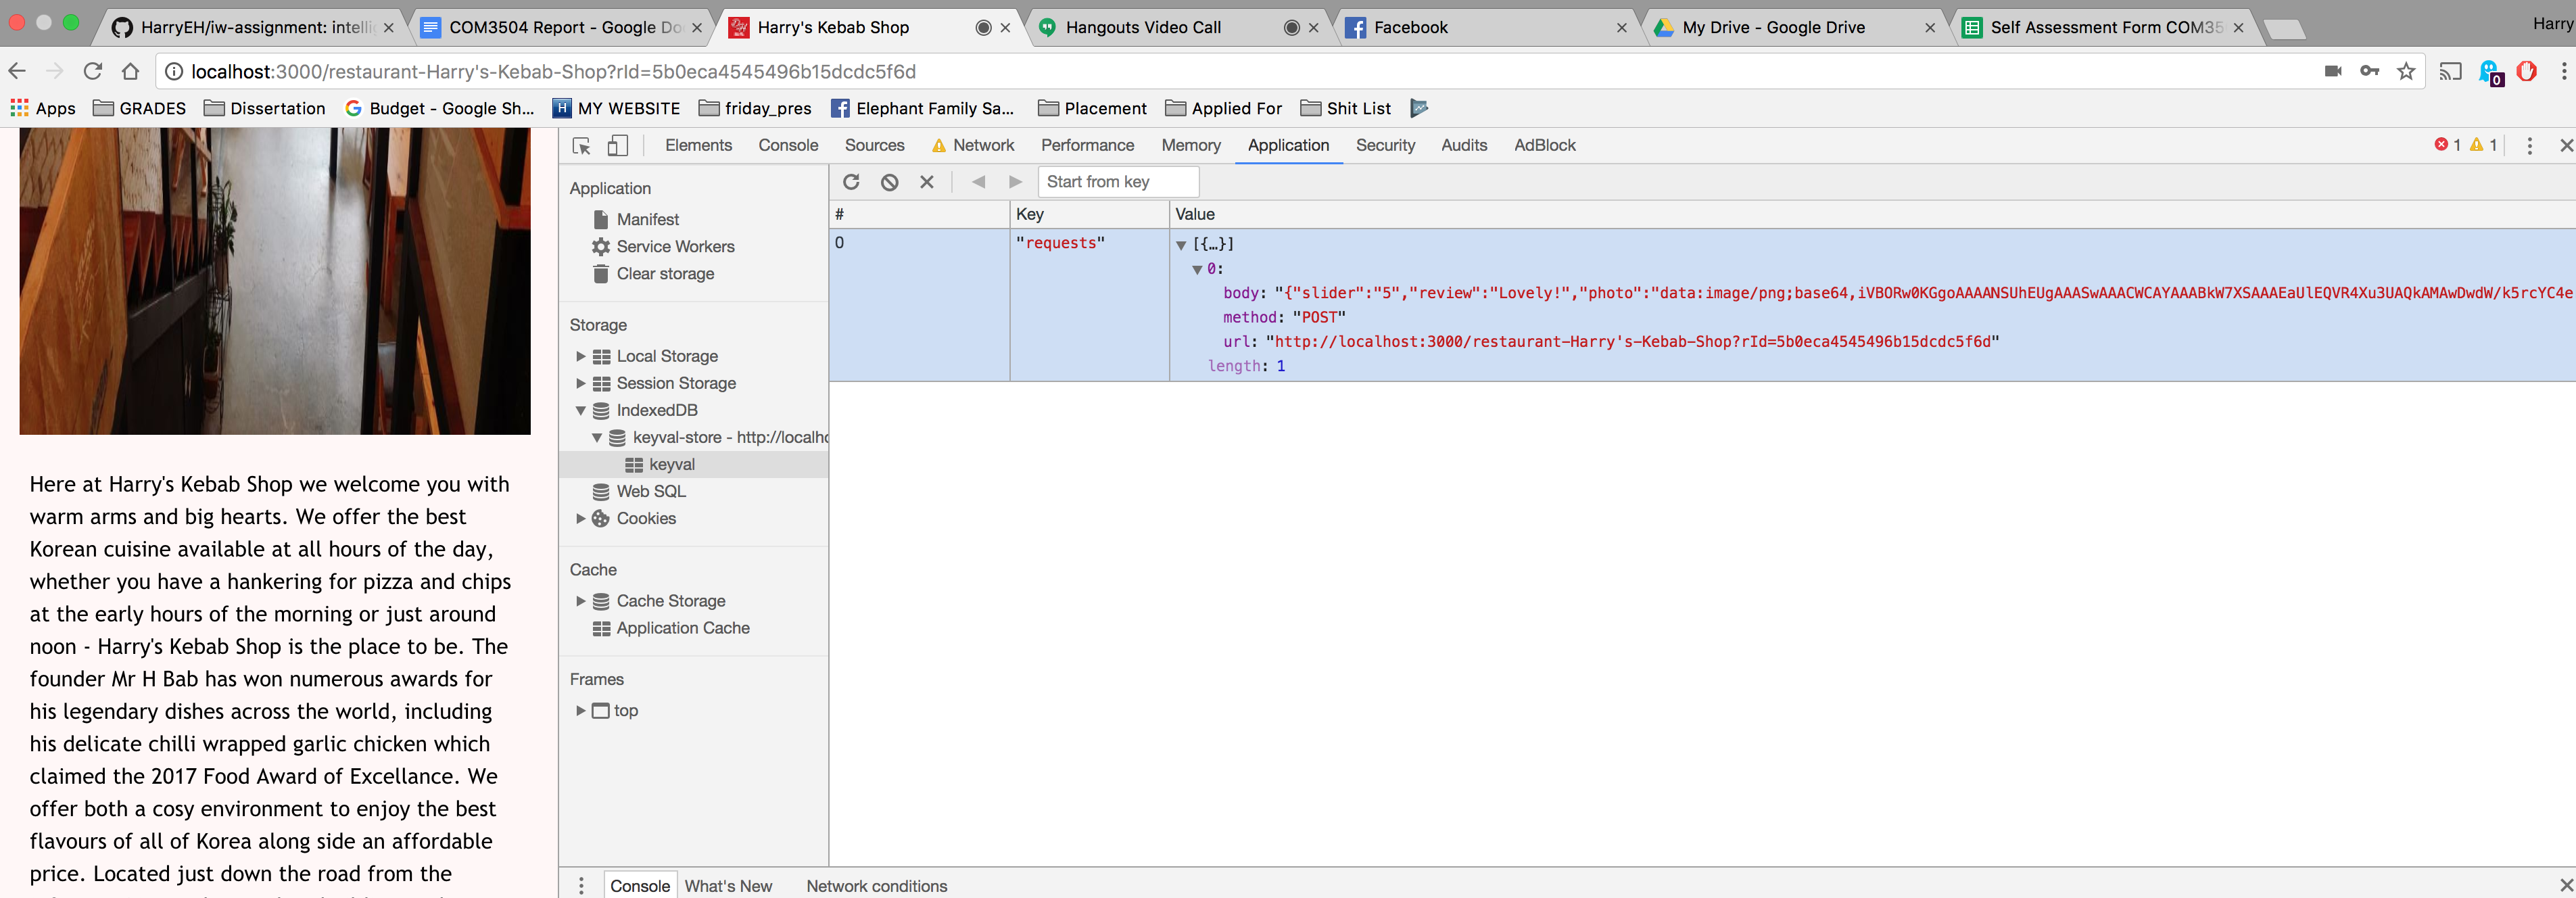 HarryEH/iw-assignment: intelli
COM3504 Report - Google Do
Harry's Kebab Shop
Hangouts Video Call
Facebook
My Drive - Google Drive
Self Assessment Form COM35
Harry
localhost:3000/restaurant-Harry's-Kebab-Shop?rId=5b0eca4545496b15dcdc5f6d
0
Apps GRADES Dissertation Budget - Google Sh... MY WEBSITE friday_pres Elephant Family Sa... Placement Applied For Shit List
Elements Console Sources Network Performance Memory Application Security Audits AdBlock 1 1
Application
Manifest
Service Workers
Clear storage
Storage
Local Storage
Session Storage
IndexedDB
keyval-store - http://localho
keyval
Web SQL
Cookies
Cache
Cache Storage
Application Cache
Frames
top
Start from key
# Key Value
0 "requests" [{…}]
0:
body: "{"slider":"5","review":"Lovely!","photo":"data:image/png;base64,iVBORw0KGgoAAAANSUhEUgAAASwAAACWCAYAAABkW7XSAAAEaUlEQVR4Xu3UAQkAMAwDwdW/k5rcYC4e
method: "POST"
url: "http://localhost:3000/restaurant-Harry's-Kebab-Shop?rId=5b0eca4545496b15dcdc5f6d"
length: 1
Here at Harry's Kebab Shop we welcome you with
warm arms and big hearts. We offer the best
Korean cuisine available at all hours of the day,
whether you have a hankering for pizza and chips
at the early hours of the morning or just around
noon - Harry's Kebab Shop is the place to be. The
founder Mr H Bab has won numerous awards for
his legendary dishes across the world, including
his delicate chilli wrapped garlic chicken which
claimed the 2017 Food Award of Excellance. We
offer both a cosy environment to enjoy the best
flavours of all of Korea along side an affordable
price. Located just down the road from the
Console What's New Network conditions